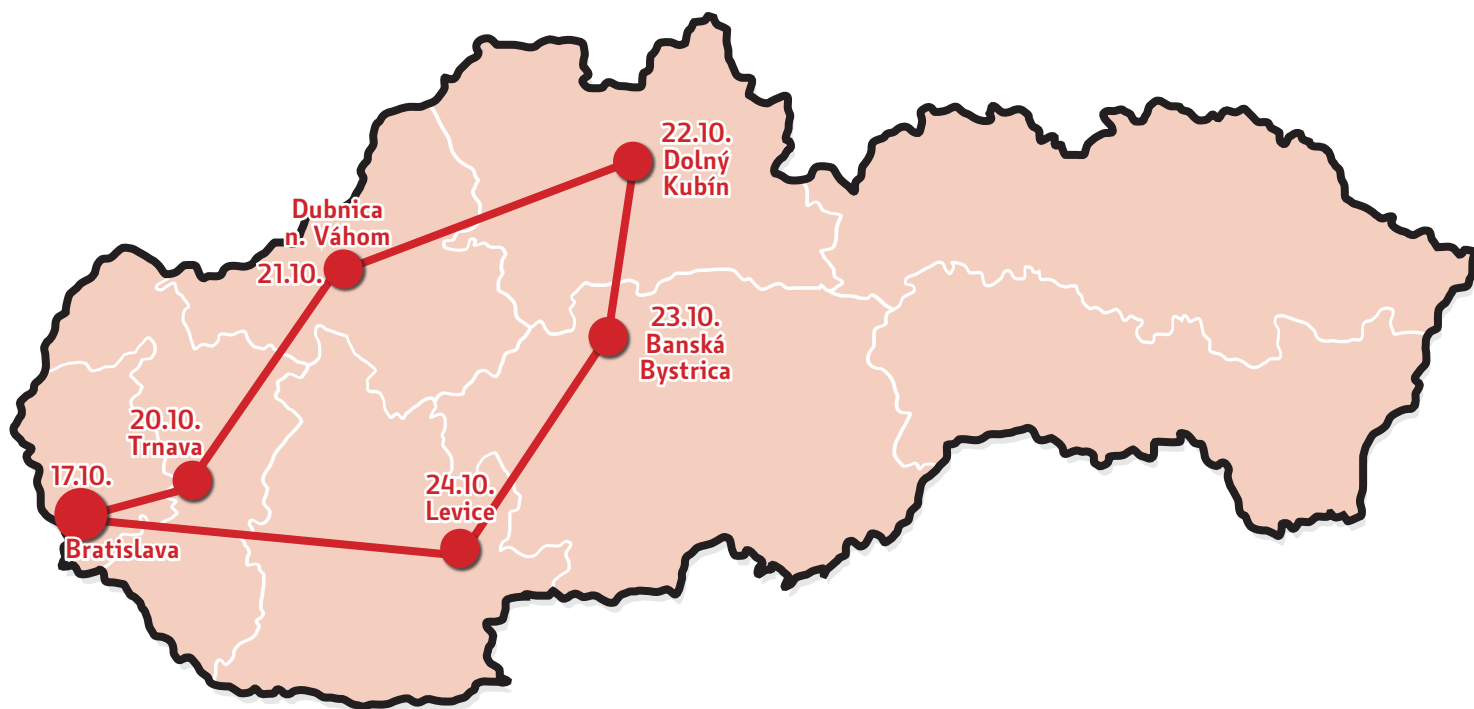 22.10.
Dolný
Kubín
Dubnica
n. Váhom
21.10.
23.10.
Banská
Bystrica
20.10.
Trnava
17.10.
Bratislava
24.10.
Levice